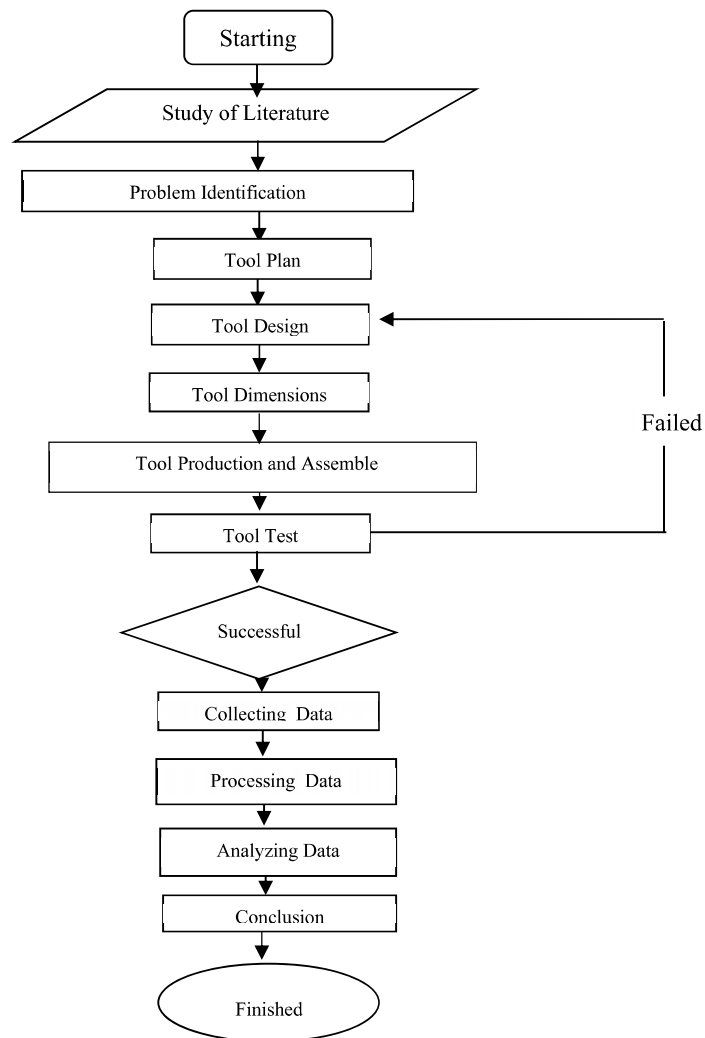 Starting
Study of Literature
Problem Identification
Tool Plan
Tool Design
Tool Dimensions
Failed
Tool Production and Assemble
Tool Test
Successful
Collecting Data
Processing Data
Analyzing Data
Conclusion
Finished